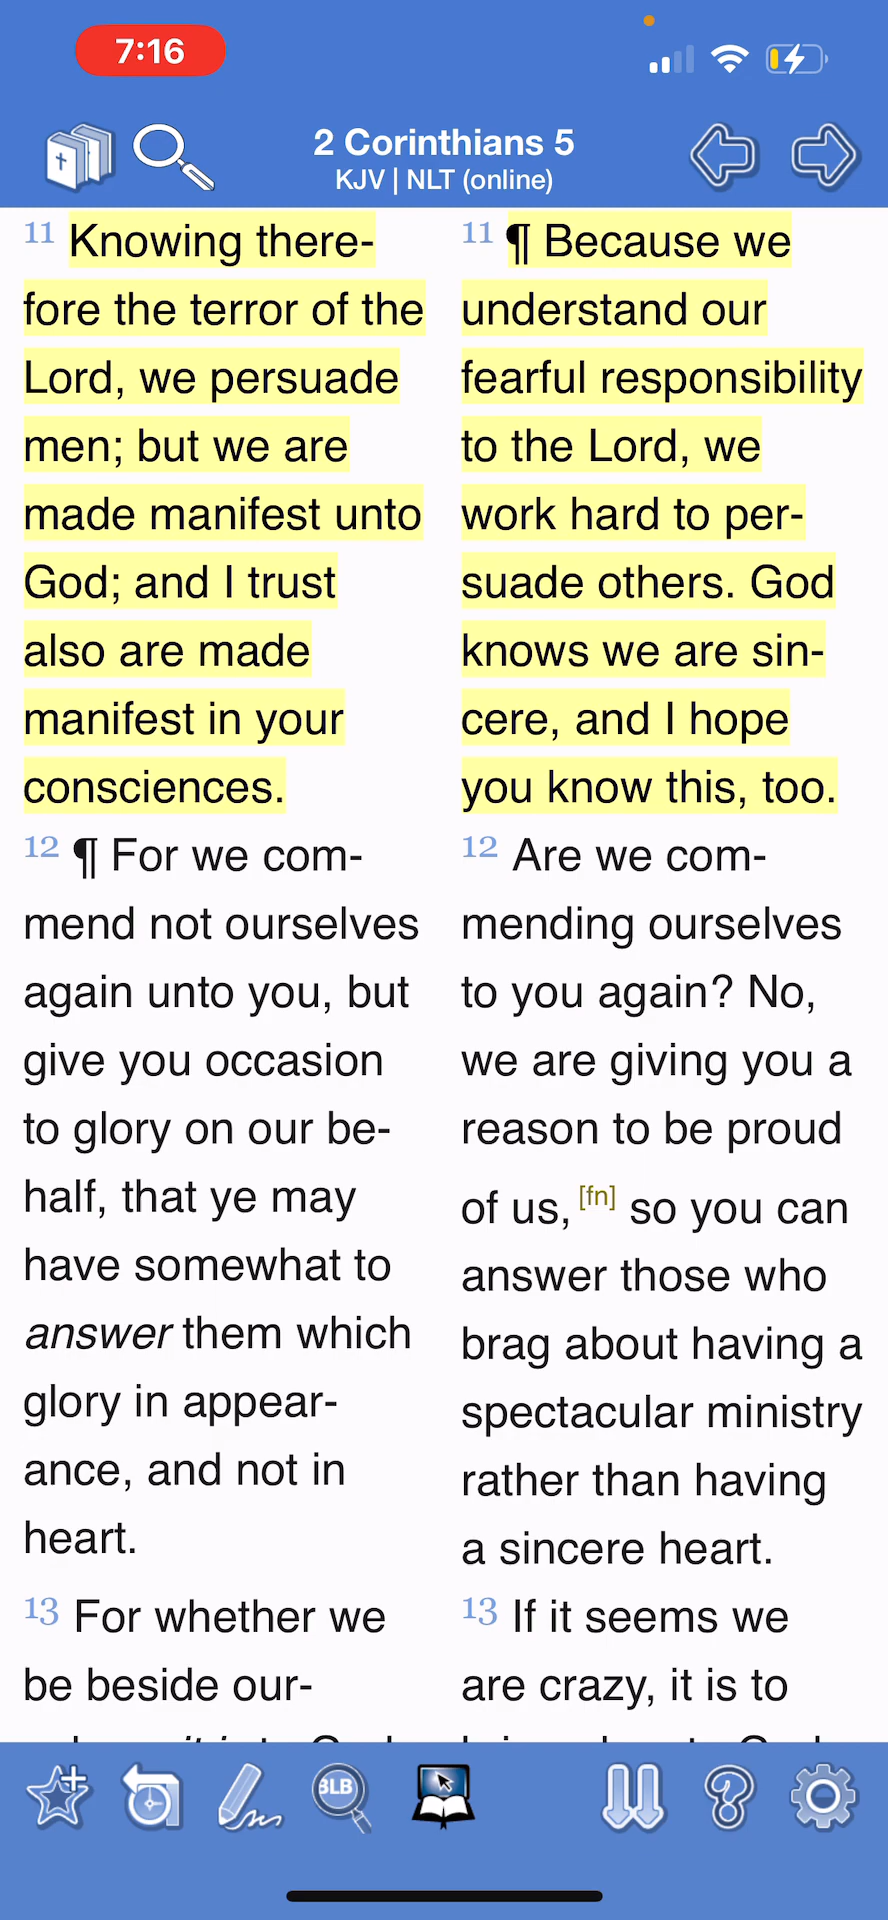 7:16
2 Corinthians 5
KJV | NLT (online)
11 Knowing there-
fore the terror of the
Lord, we persuade
men; but we are
made manifest unto
God; and I trust
also are made
manifest in your
consciences.
12 ¶ For we com-
mend not ourselves
again unto you, but
give you occasion
to glory on our be-
half, that ye may
have somewhat to
answer them which
glory in appear-
ance, and not in
heart.
13 For whether we
be beside our-
11 ¶ Because we
understand our
fearful responsibility
to the Lord, we
work hard to per-
suade others. God
knows we are sin-
cere, and I hope
you know this, too.
12 Are we com-
mending ourselves
to you again? No,
we are giving you a
reason to be proud
of us, [fn] so you can
answer those who
brag about having a
spectacular ministry
rather than having
a sincere heart.
13 If it seems we
are crazy, it is to
BLB